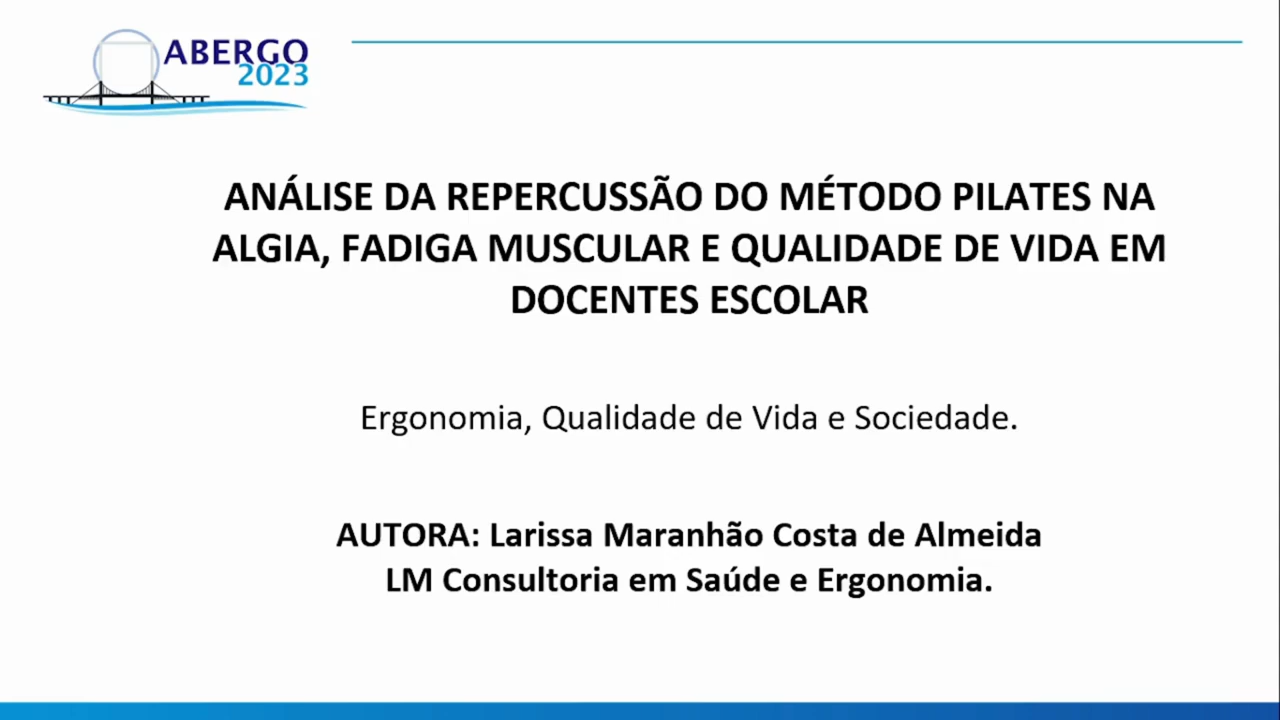 ABERGO
2023
ANÁLISE DA REPERCUSSÃO DO MÉTODO PILATES NA
ALGIA, FADIGA MUSCULAR E QUALIDADE DE VIDA EM
DOCENTES ESCOLAR
Ergonomia, Qualidade de Vida e Sociedade.
AUTORA: Larissa Maranhão Costa de Almeida
LM Consultoria em Saúde e Ergonomia.